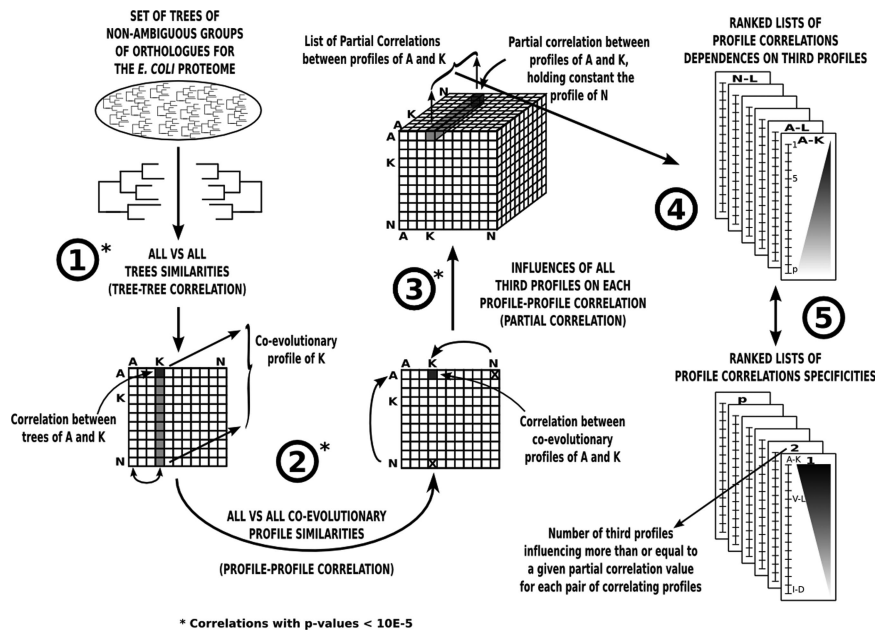 SET OF TREES OF
NON-AMBIGUOUS GROUPS
OF ORTHOLOGUES FOR
THE E. COLI PROTEOME
1*
ALL VS ALL
TREES SIMILARITIES
(TREE-TREE CORRELATION)
A K N
A
K
N
Co-evolutionary
profile of K
Correlation between
trees of A and K
2*
ALL VS ALL CO-EVOLUTIONARY
PROFILE SIMILARITIES
(PROFILE-PROFILE CORRELATION)
A K N
A
K
N
X
X
Correlation between
co-evolutionary
profiles of A and K
3*
INFLUENCES OF ALL
THIRD PROFILES ON EACH
PROFILE-PROFILE CORRELATION
(PARTIAL CORRELATION)
List of Partial Correlations
between profiles of A and K
Partial correlation between
profiles of A and K,
holding constant the
profile of N
N
K
A
A
K
N
A K N
4
RANKED LISTS OF
PROFILE CORRELATIONS
DEPENDENCES ON THIRD PROFILES
N-L
A-L
A-K
1
5
p
5
RANKED LISTS OF
PROFILE CORRELATIONS SPECIFICITIES
p
2
1
A-K
V-L
I-D
Number of third profiles
influencing more than or equal to
a given partial correlation value
for each pair of correlating profiles
* Correlations with p-values < 10E-5